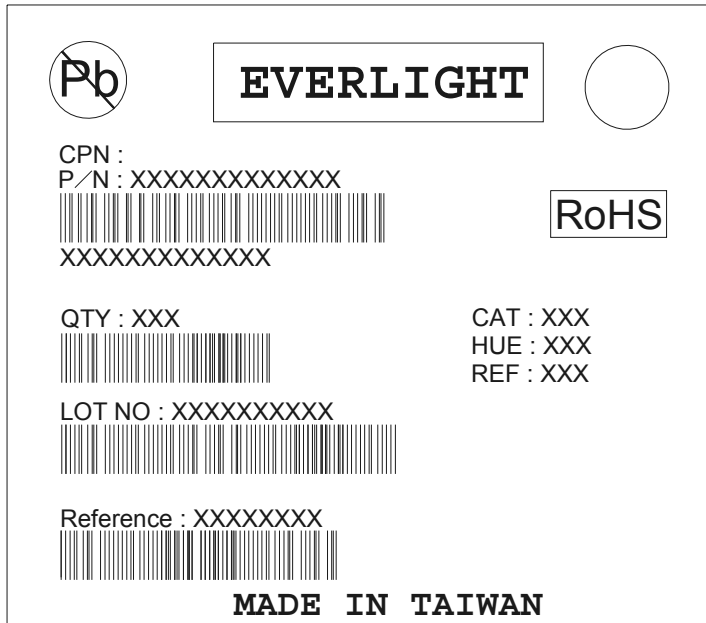 Pb
EVERLIGHT
CPN :
P/N : XXXXXXXXXXXXX
XXXXXXXXXXXXX
RoHS
QTY : XXX
CAT : XXX
HUE : XXX
REF : XXX
LOT NO : XXXXXXXXXX
Reference : XXXXXXXX
MADE IN TAIWAN